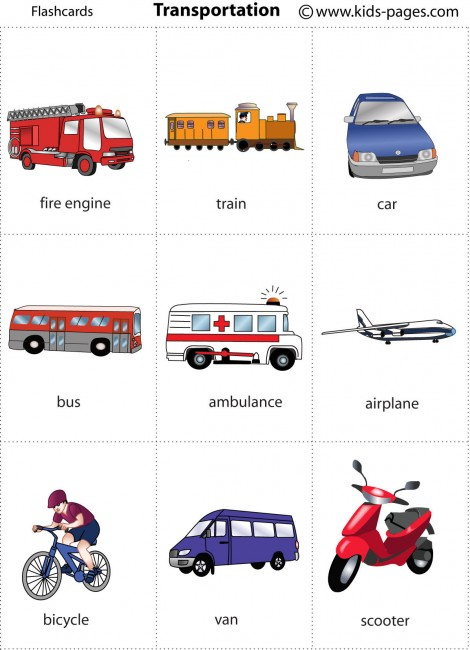 Flashcards
Transportation
© www.kids-pages.com
fire engine
train
car
bus
ambulance
airplane
bicycle
van
scooter